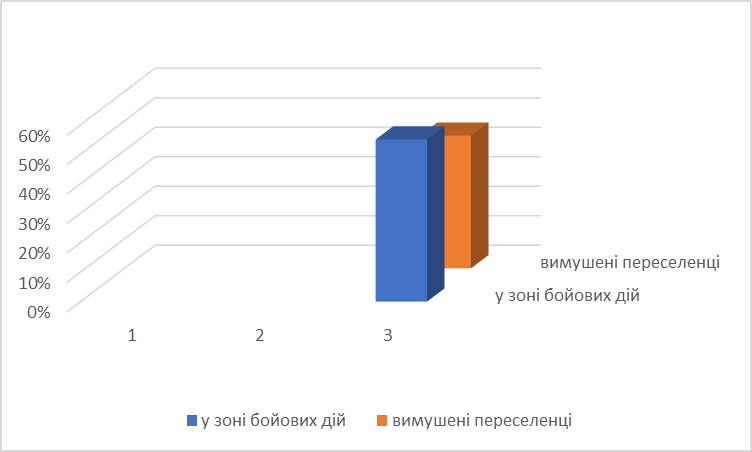 60%
50%
40%
30%
20%
10%
0%
вимушені переселенці
у зоні бойових дій
1 2 3
у зоні бойових дій вимушені переселенці